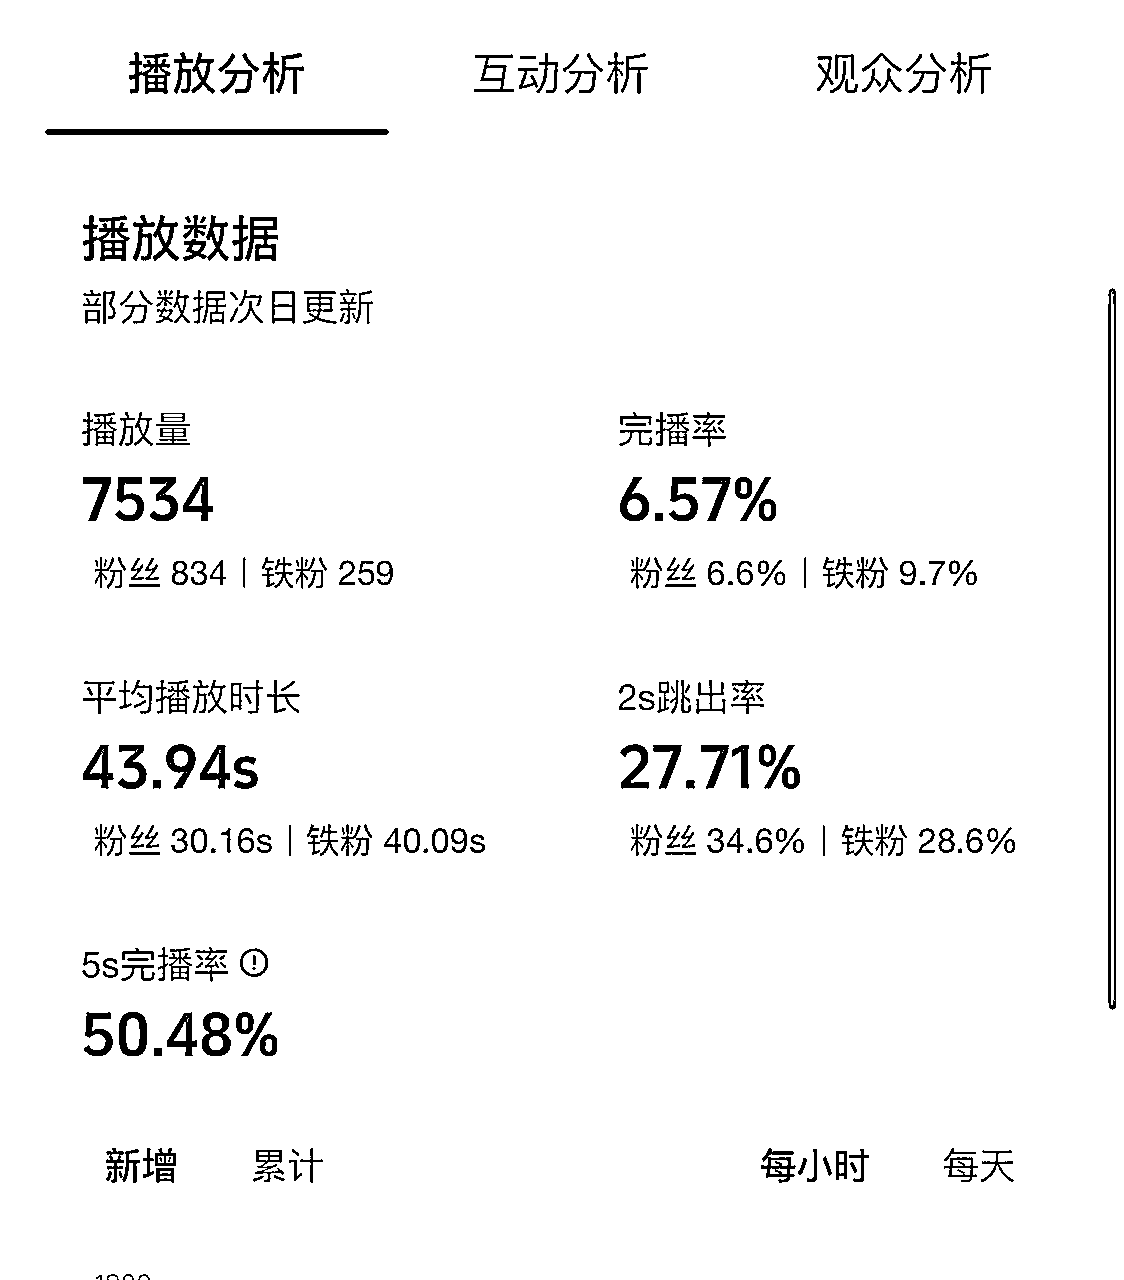 播放分析 互动分析 观众分析
播放数据
部分数据次日更新
播放量 完播率
7534 6.57%
粉丝 834 | 铁粉 259 粉丝 6.6% | 铁粉 9.7%
平均播放时长 2s跳出率
43.94s 27.71%
粉丝 30.16s | 铁粉 40.09s 粉丝 34.6% | 铁粉 28.6%
5s完播率
50.48%
新增 累计 每小时 每天